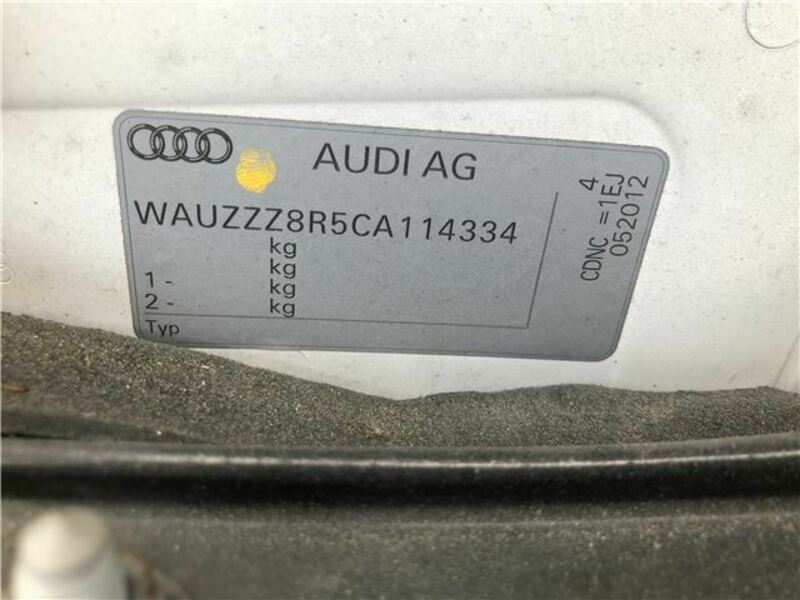 AUDI AG
WAUZZZ8R5CA114334
kg
kg
1 - kg
2 - kg
Typ
4
CDNC =1EJ
052012